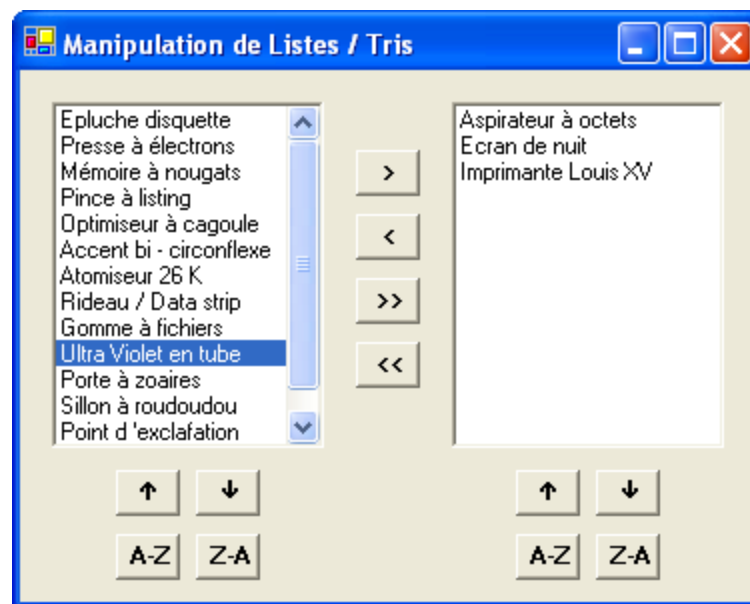 Manipulation de Listes / Tris
Epluche disquette
Presse à électrons
Mémoire à nougats
Pince à listing
Optimiseur à cagoule
Accent bi - circonflexe
Atomiseur 26 K
Rideau / Data strip
Gomme à fichiers
Ultra Violet en tube
Porte à zoaires
Sillon à roudoudou
Point d 'exclafation
>
<
>>
<<
Aspirateur à octets
Ecran de nuit
Imprimante Louis XV
A-Z Z-A
A-Z Z-A